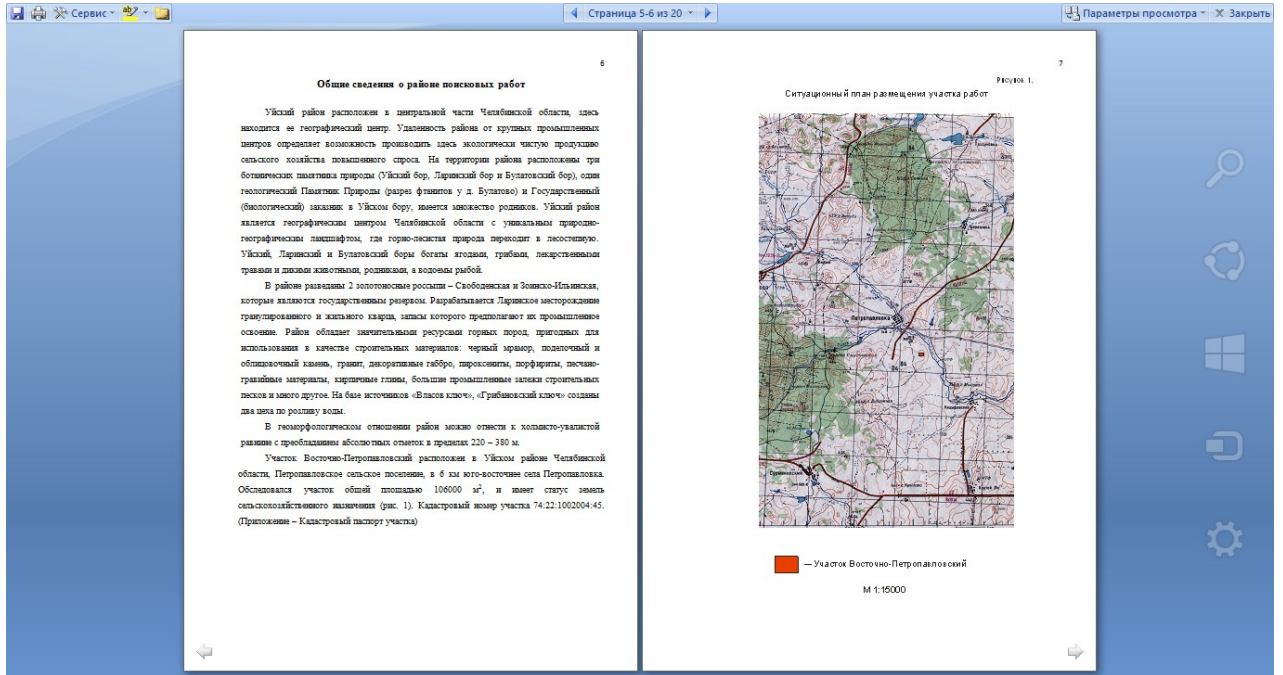 Сервис
Страница 5-6 из 20
Параметры просмотра
Закрыть
6
Общие сведения о районе поисковых работ
Уйский район расположен в центральной части Челябинской области, здесь
находится ее географический центр. Удаленность района от крупных промышленных
центров определяет возможность производить здесь экологически чистую продукцию
сельского хозяйства повышенного спроса. На территории района расположены три
ботанических памятника природы (Уйский бор, Ларинский бор и Булатовский бор), один
геологический Памятник Природы (разрез фтанитов у д. Булатово) и Государственный
(биологический) заказник в Уйском бору, имеется множество родников. Уйский район
является географическим центром Челябинской области с уникальным природно-
географическим ландшафтом, где горно-лесистая природа переходит в лесостепную.
Уйский, Ларинский и Булатовский боры богаты ягодами, грибами, лекарственными
травами и дикими животными, родниками, а водоемы рыбой.
В районе разведаны 2 золотоносные россыпи – Свободенская и Зоинско-Ильинская,
которые являются государственным резервом. Разрабатывается Ларинское месторождение
гранулированного и жильного кварца, запасы которого предполагают их промышленное
освоение. Район обладает значительными ресурсами горных пород, пригодных для
использования в качестве строительных материалов: черный мрамор, поделочный и
облицовочный камень, гранит, декоративные габбро, пироксениты, порфириты, песчано-
гравийные материалы, кирпичные глины, большие промышленные залежи строительных
песков и много другое. На базе источников «Власов ключ», «Грибановский ключ» созданы
два цеха по розливу воды.
В геоморфологическом отношении район можно отнести к холмисто-увалистой
равнине с преобладанием абсолютных отметок в пределах 220 – 380 м.
Участок Восточно-Петропавловский расположен в Уйском районе Челябинской
области, Петропавловское сельское поселение, в 6 км юго-восточнее села Петропавловка.
Обследовался участок общей площадью 106000 м², и имеет статус земель
сельскохозяйственного назначения (рис. 1). Кадастровый номер участка 74:22:1002004:45.
(Приложение – Кадастровый паспорт участка)
7
Рисунок 1.
Ситуационный план размещения участка работ
Петропавловка
— Участок Восточно-Петропавловский
М 1:15000